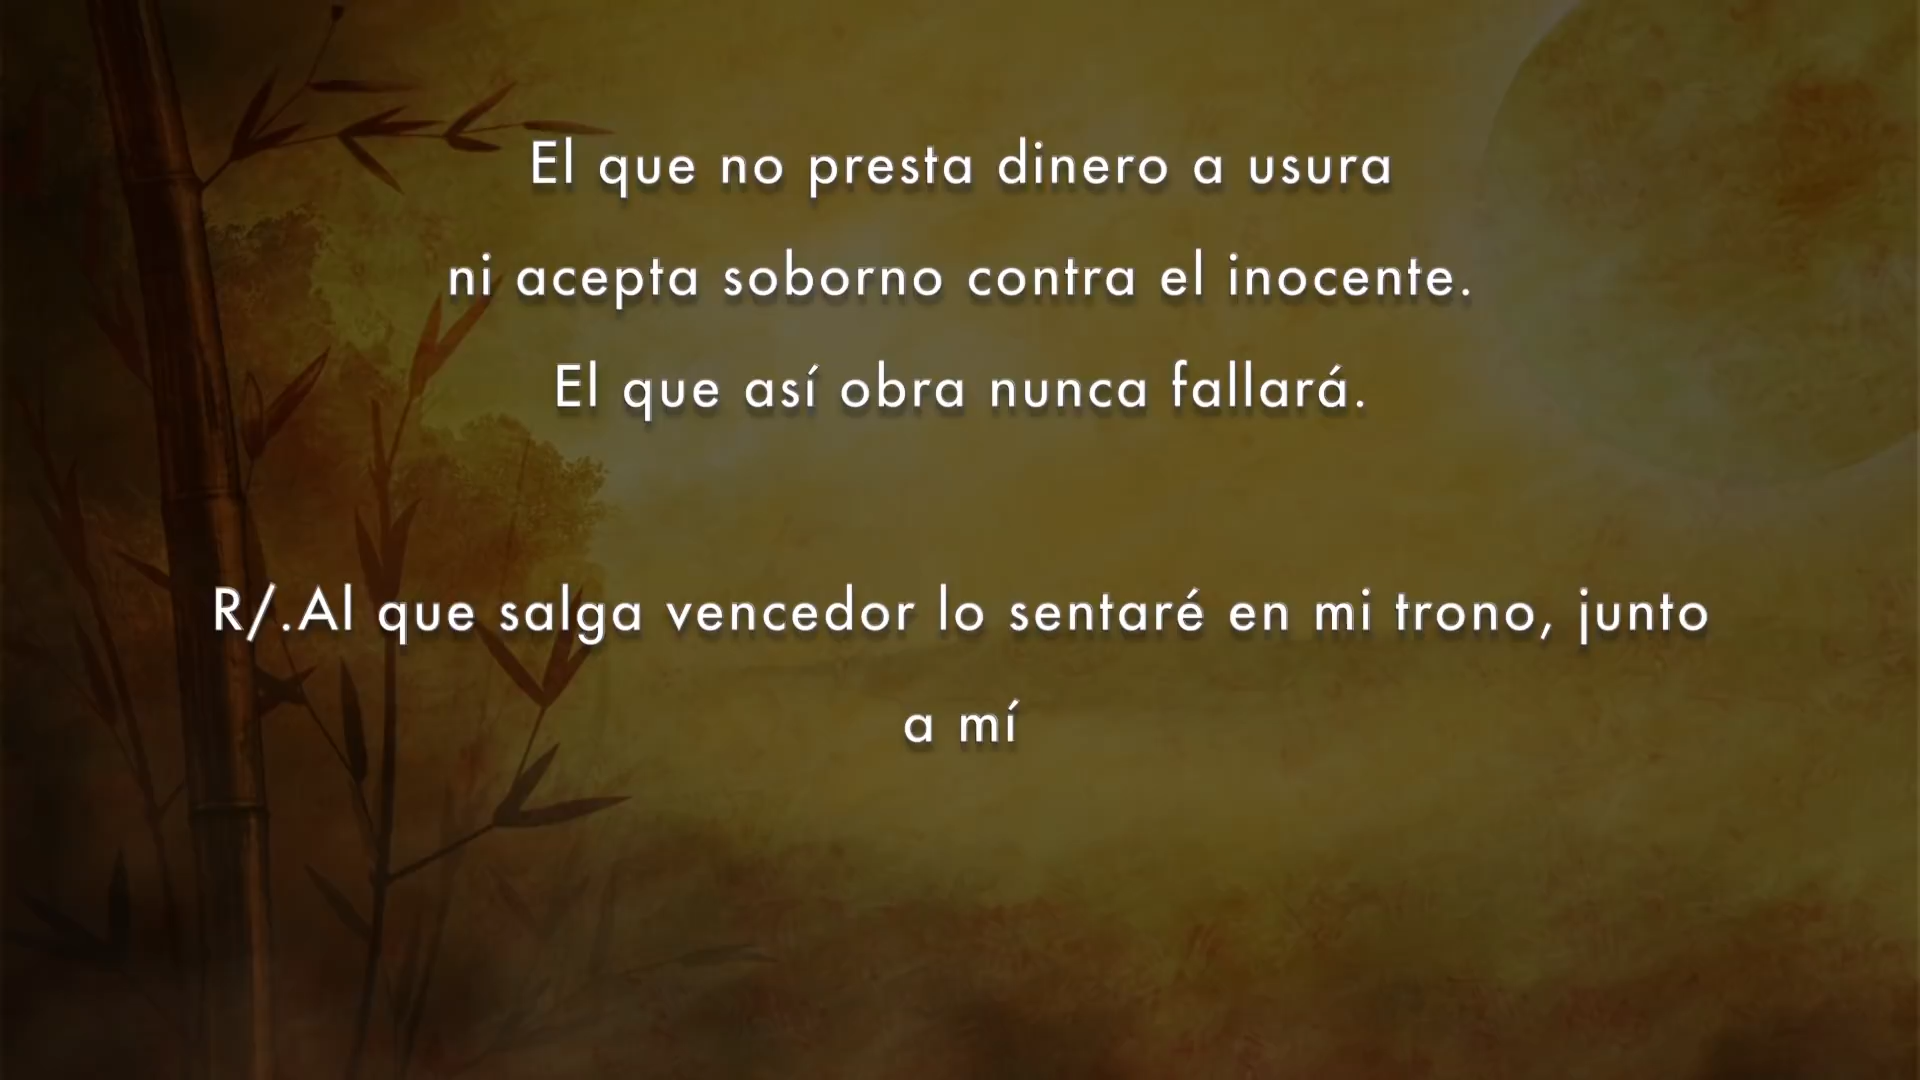 El que no presta dinero a usura
ni acepta soborno contra el inocente.
El que así obra nunca fallará.
R/.Al que salga vencedor lo sentaré en mi trono, junto
a mí